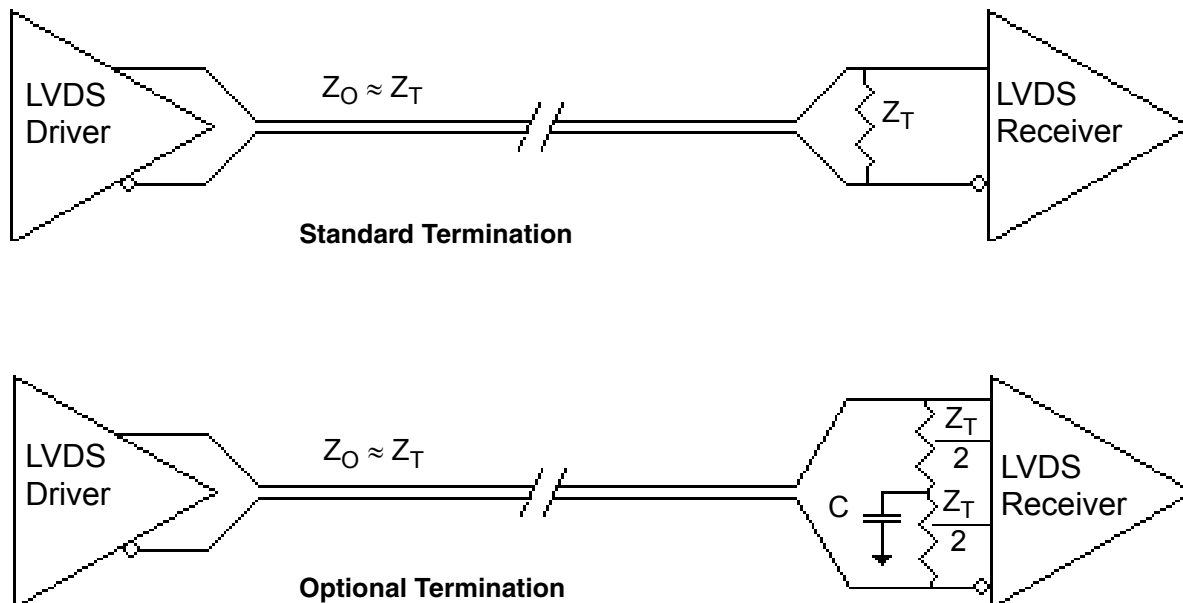 LVDS
Driver
Z_O ≈ Z_T
Z_T
LVDS
Receiver
Standard Termination
LVDS
Driver
Z_O ≈ Z_T
C
Z_T
2
Z_T
2
LVDS
Receiver
Optional Termination